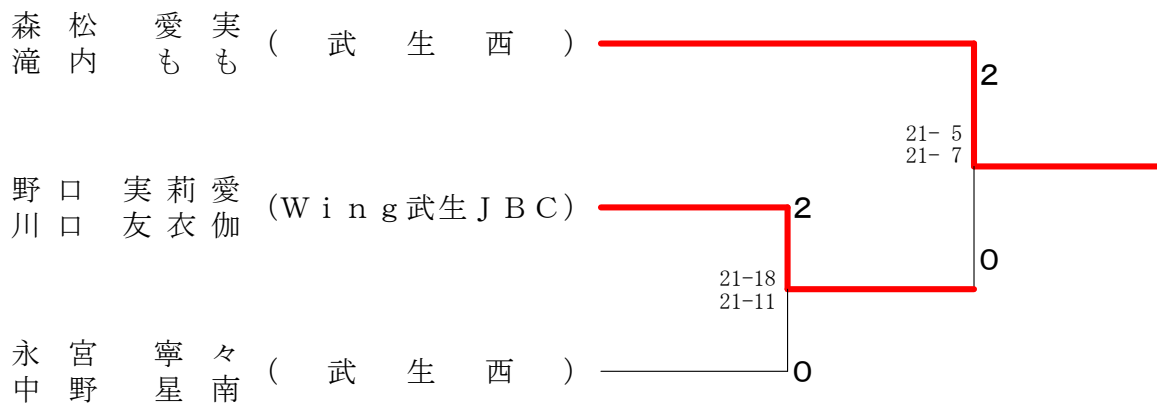 森松 愛実 (武生西)
滝内 もも
2
21- 5
21- 7
野口 実莉愛 (Wing武生JBC)
川口 友衣伽
2
0
21-18
21-11
永宮 寧々 (武生西)
中野 星南
0